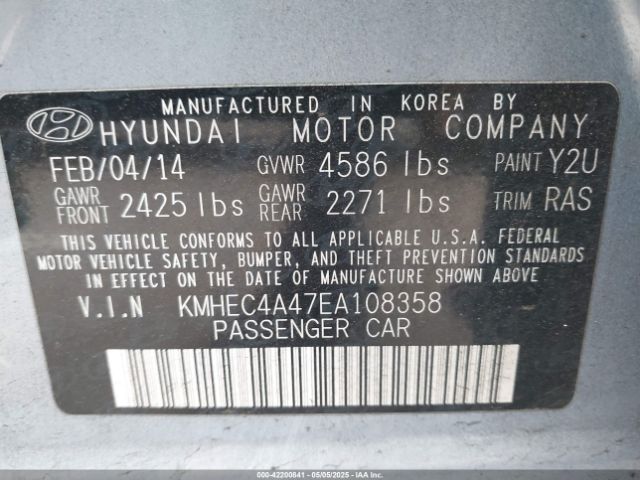 MANUFACTURED IN KOREA BY
HYUNDAI MOTOR COMPANY
FEB/04/14 GVWR 4586 lbs PAINT Y2U
GAWR FRONT 2425 lbs GAWR REAR 2271 lbs TRIM RAS
THIS VEHICLE CONFORMS TO ALL APPLICABLE U.S.A. FEDERAL
MOTOR VEHICLE SAFETY, BUMPER, AND THEFT PREVENTION STANDARDS
IN EFFECT ON THE DATE OF MANUFACTURE SHOWN ABOVE.
V.I.N KMHEC4A47EA108358
PASSENGER CAR
000-42200841 - 05/05/2025 - IAAI, Inc. Copyright